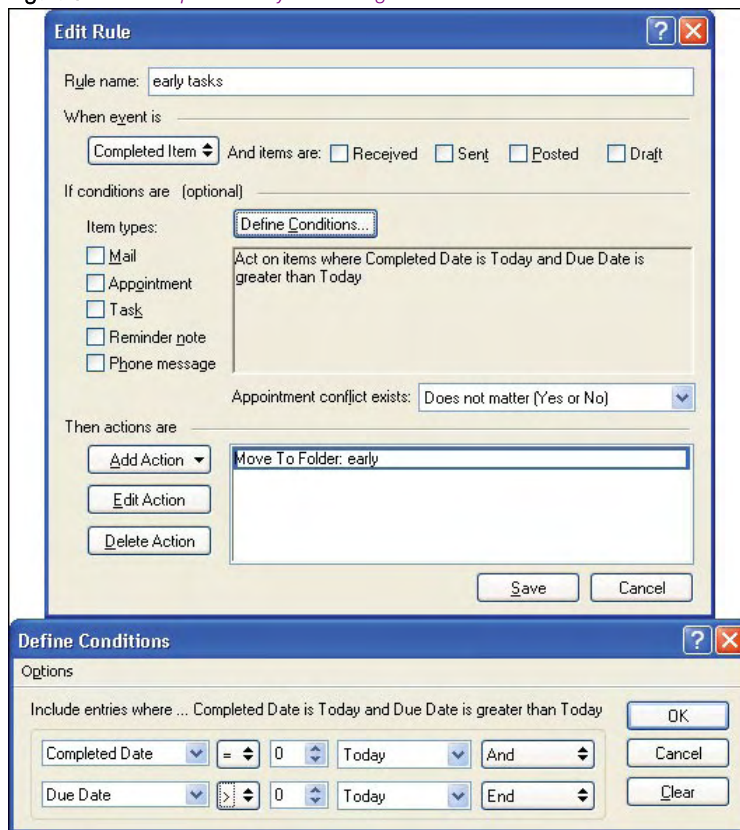 Edit Rule
Rule name: early tasks
When event is
Completed Item And items are: Received Sent Posted Draft
If conditions are (optional)
Item types: Define Conditions...
Mail
Appointment
Task
Reminder note
Phone message
Act on items where Completed Date is Today and Due Date is
greater than Today
Appointment conflict exists: Does not matter (Yes or No)
Then actions are
Add Action
Edit Action
Delete Action
Move To Folder: early
Save Cancel
Define Conditions
Options
Include entries where ... Completed Date is Today and Due Date is greater than Today
Completed Date = 0 Today And
Due Date > 0 Today End
OK
Cancel
Clear